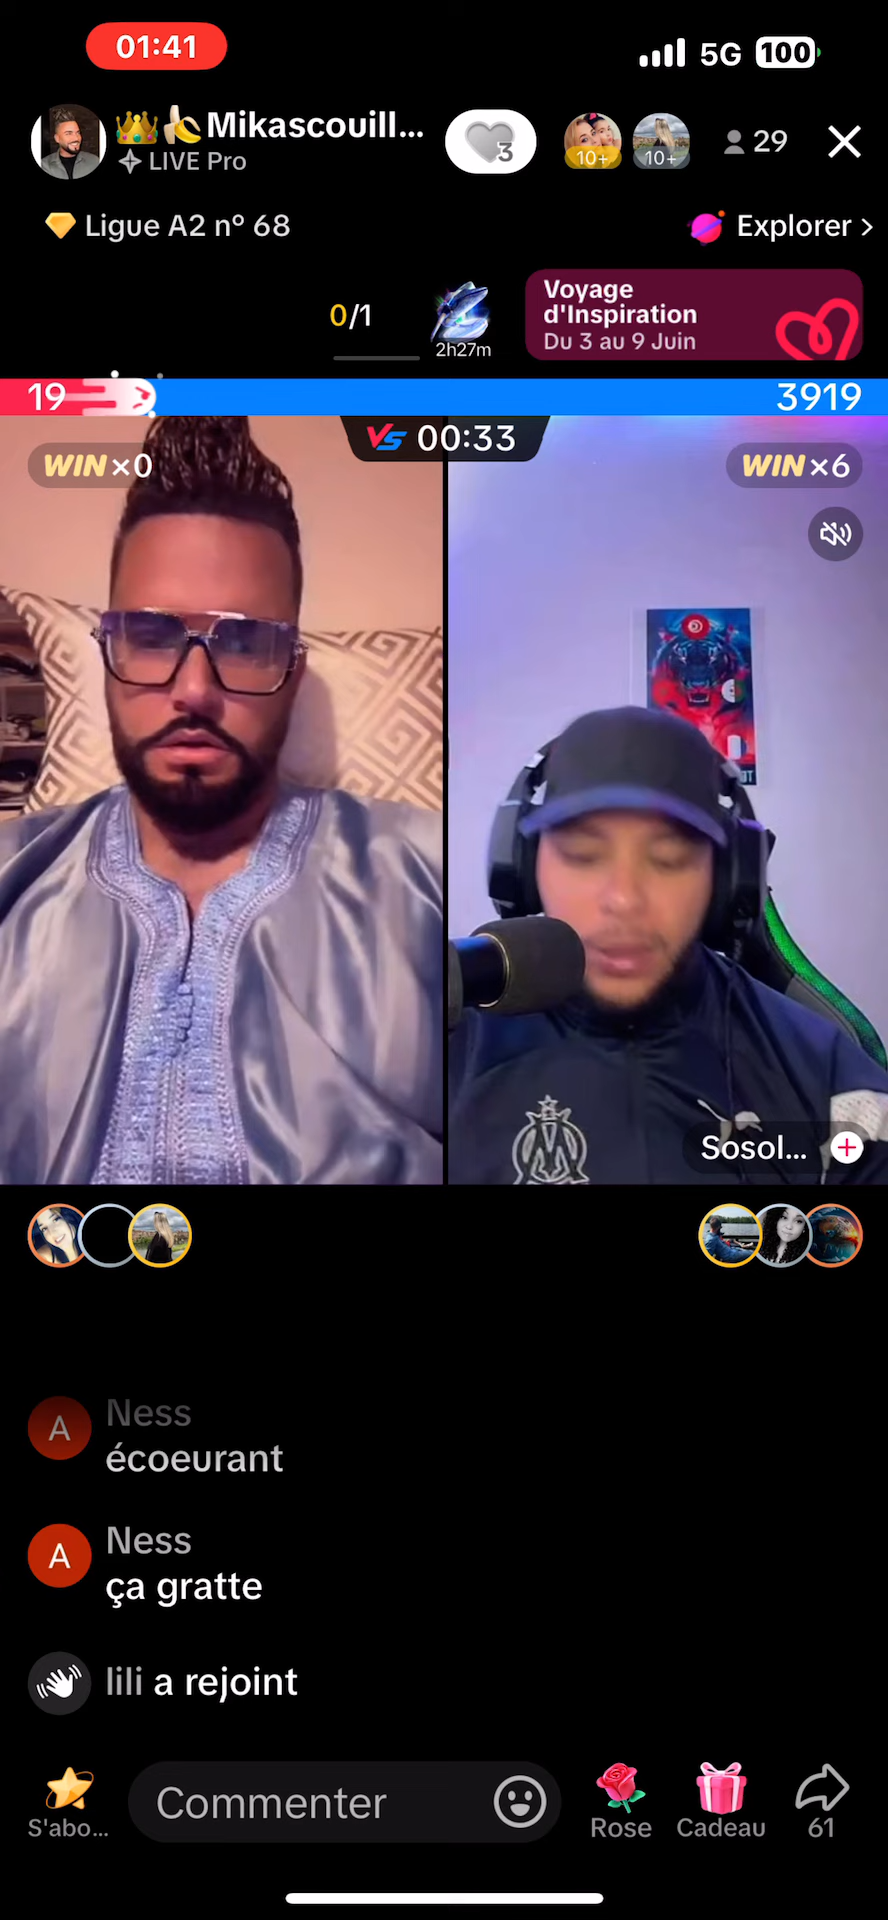 01:41
5G 100
👑🍌Mikascouill...
LIVE Pro
3
10+
10+
29
Ligue A2 nº 68
Explorer >
0/1
2h27m
Voyage
d'Inspiration
Du 3 au 9 Juin
19
3919
VS 00:33
WIN ×0
WIN ×6
Sosol...
Ness
écoeurant
A
Ness
ça gratte
A
lili a rejoint
S'abo...
Commenter
Rose
Cadeau
61